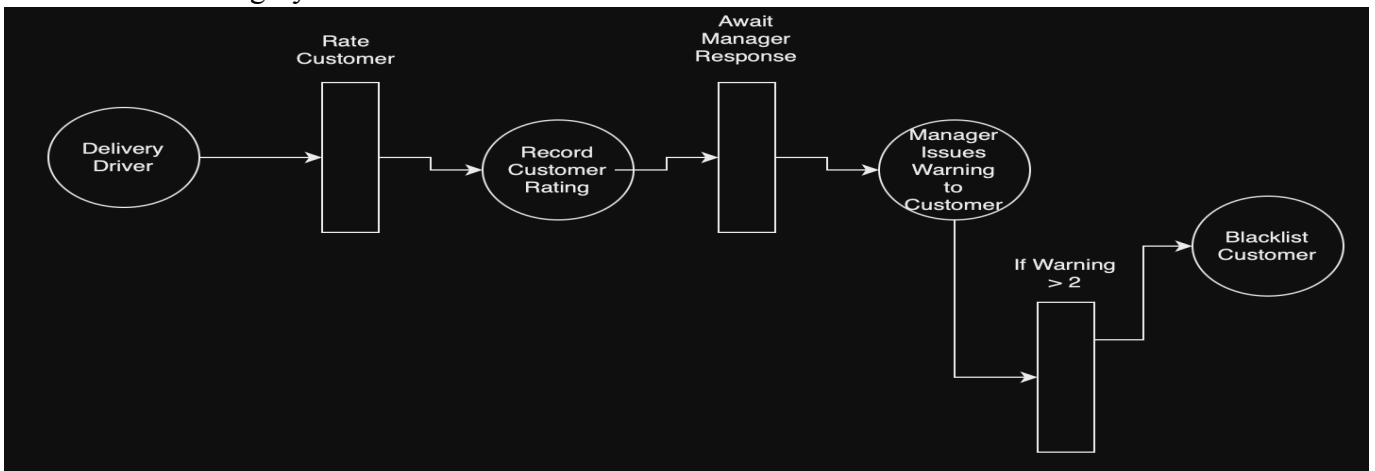 Rate
Customer
Await
Manager
Response
Delivery
Driver
Record
Customer
Rating
Manager
Issues
Warning
to
Customer
If Warning
> 2
Blacklist
Customer